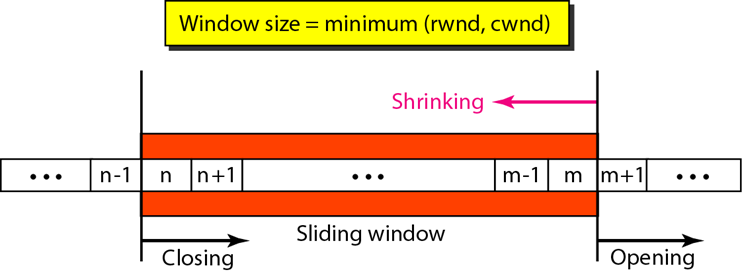 Window size = minimum (rwnd, cwnd)
Shrinking
••• n-1 n n+1 ••• m-1 m m+1 •••
Sliding window
Closing
Opening